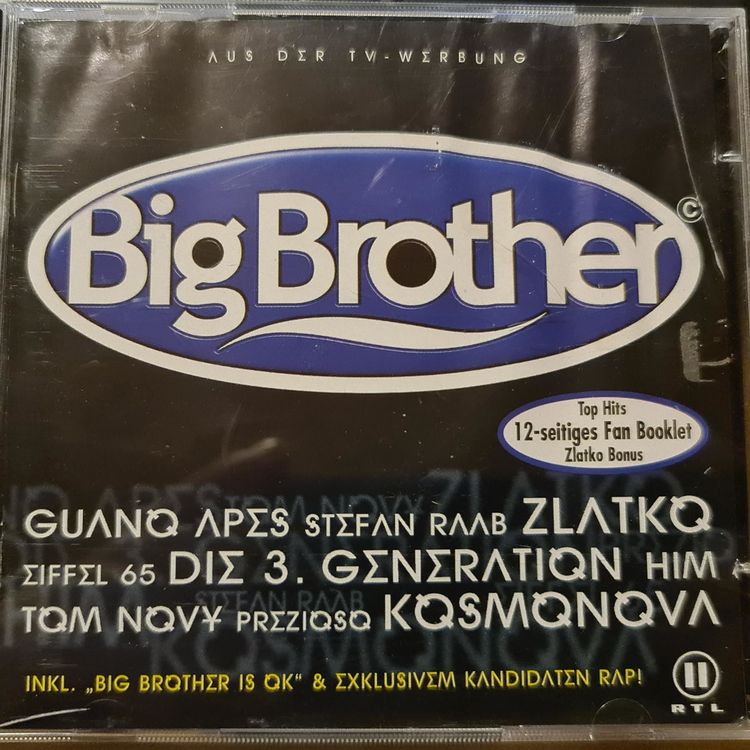 AUS DER TV-WERBUNG
Big Brother
©
Top Hits
12-seitiges Fan Booklet
Zlatko Bonus
GUANO APES STEFAN RAAB ZLATKO
EIFFEL 65 DIE 3. GENERATION HIM
TOM NOVY PREZIOSO KOSMONOVA
INKL. „BIG BROTHER IS OK“ & EXKLUSIVEM KANDIDATEN RAP!
II
RTL